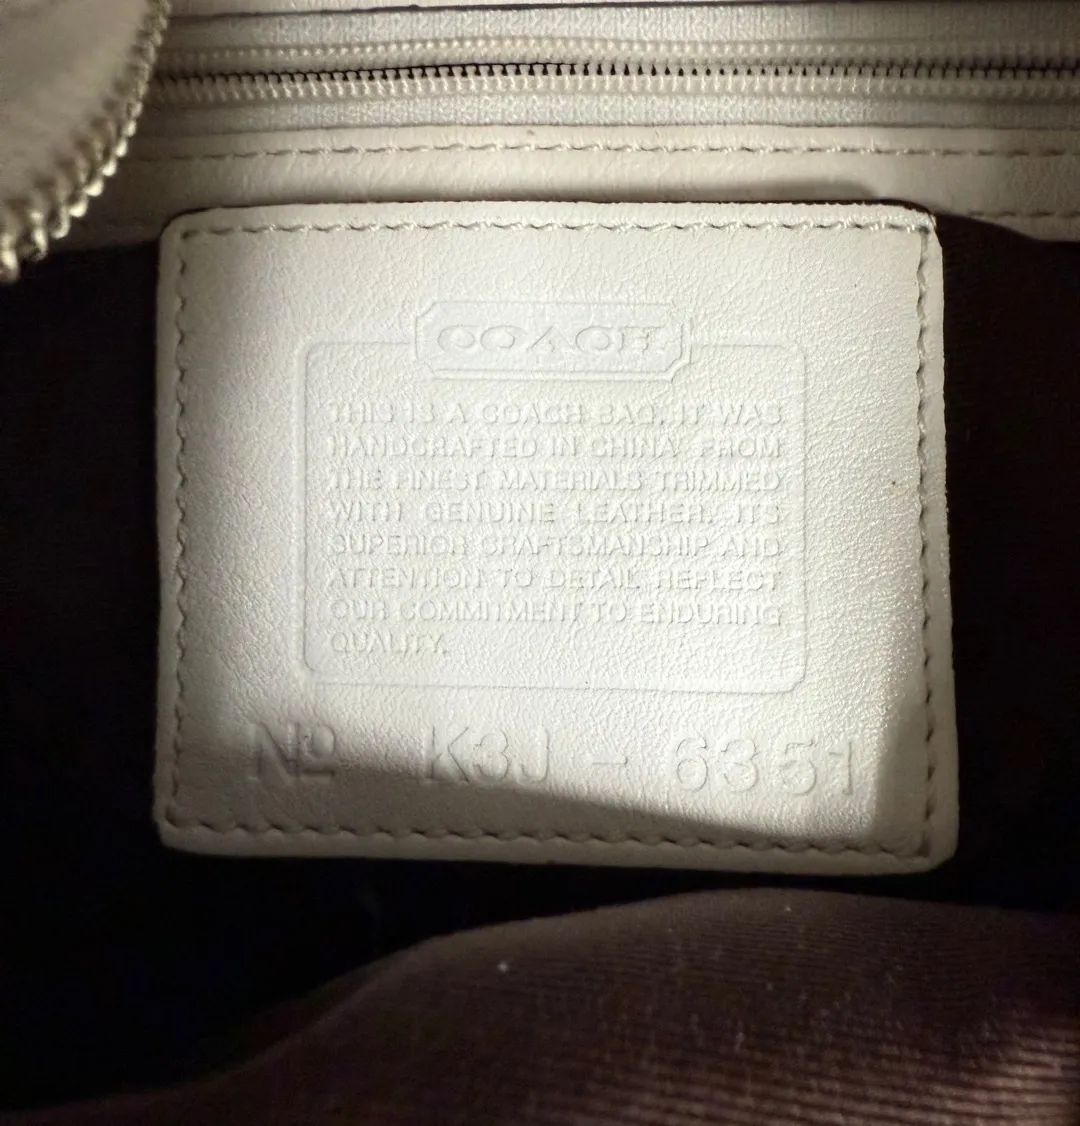 COACH
THIS IS A COACH BAG. IT WAS
HANDCRAFTED IN CHINA FROM
THE FINEST MATERIALS TRIMMED
WITH GENUINE LEATHER. ITS
SUPERIOR CRAFTSMANSHIP AND
ATTENTION TO DETAIL REFLECT
OUR COMMITMENT TO ENDURING
QUALITY.
Nº K3J - 6351